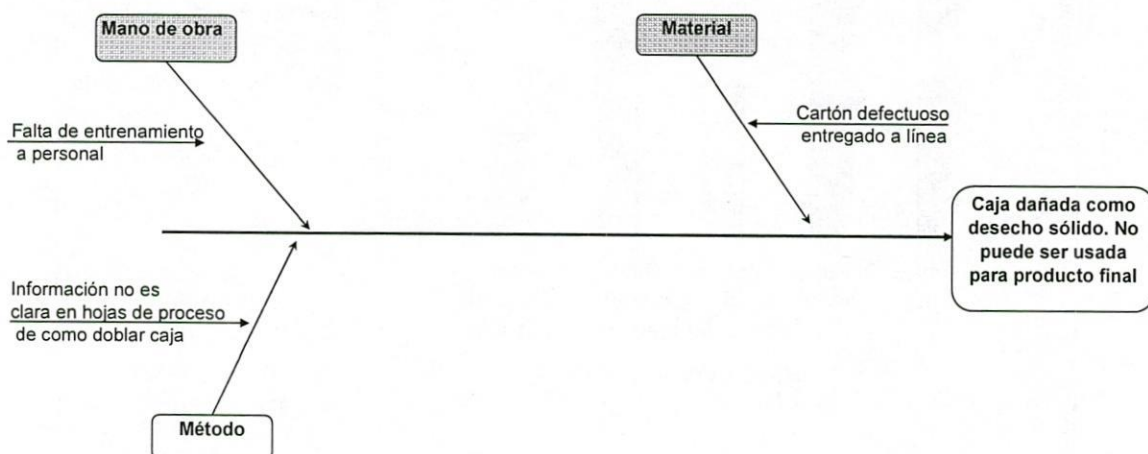 Mano de obra
Material
Falta de entrenamiento
a personal
Cartón defectuoso
entregado a línea
Caja dañada como
desecho sólido. No
puede ser usada
para producto final
Información no es
clara en hojas de proceso
de como doblar caja
Método